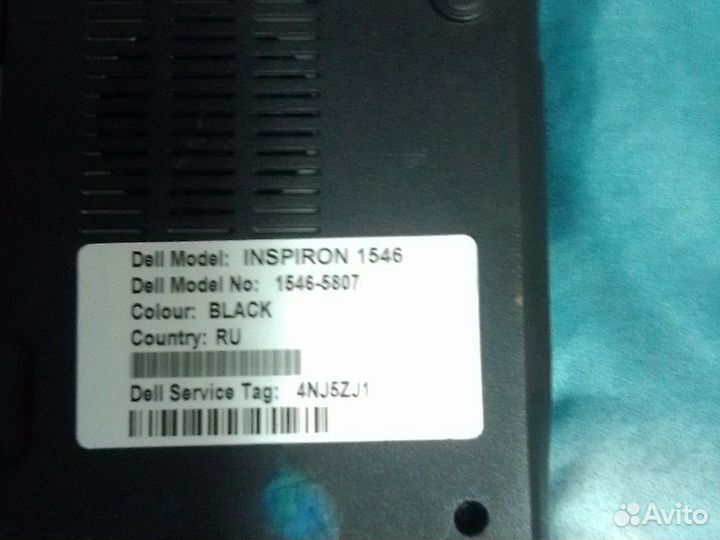 Dell Model: INSPIRON 1546
Dell Model No: 1546-5807
Colour: BLACK
Country: RU
Dell Service Tag: 4NJ5ZJ1
Avito